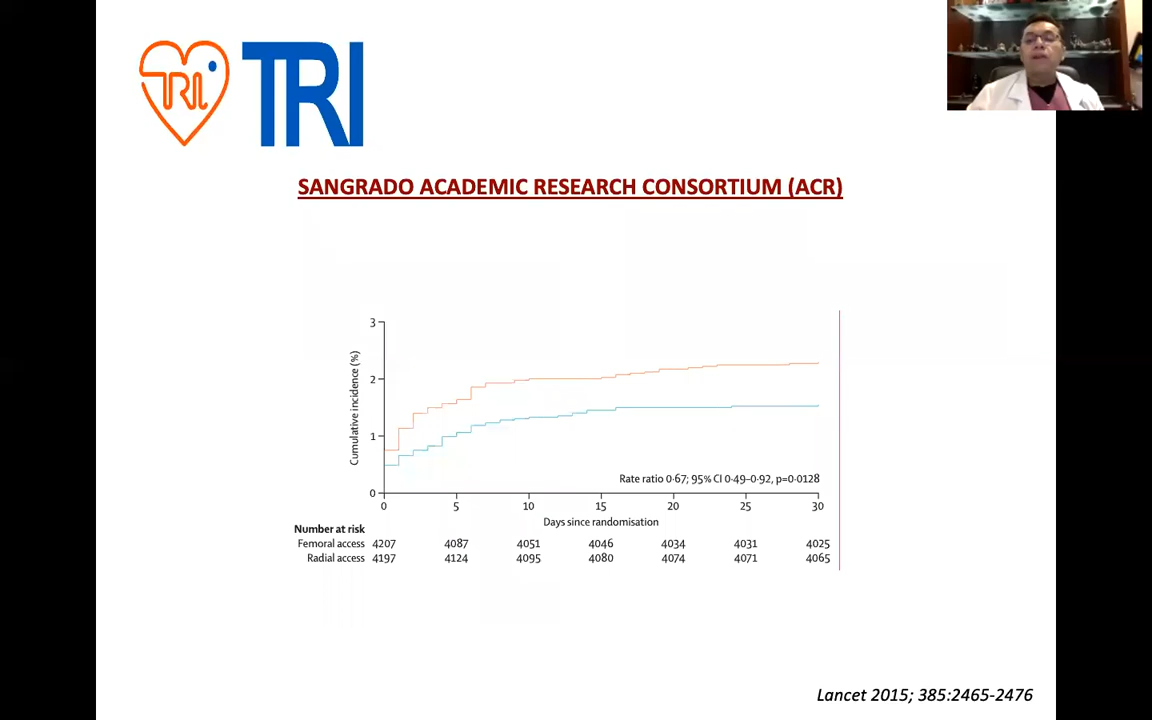 TRI TRI
SANGRADO ACADEMIC RESEARCH CONSORTIUM (ACR)
3
2
1
0
Cumulative incidence (%)
Rate ratio 0·67; 95% CI 0·49–0·92, p=0·0128
0 5 10 15 20 25 30
Days since randomisation
Number at risk
Femoral access 4207 4087 4051 4046 4034 4031 4025
Radial access 4197 4124 4095 4080 4074 4071 4065
Lancet 2015; 385:2465-2476